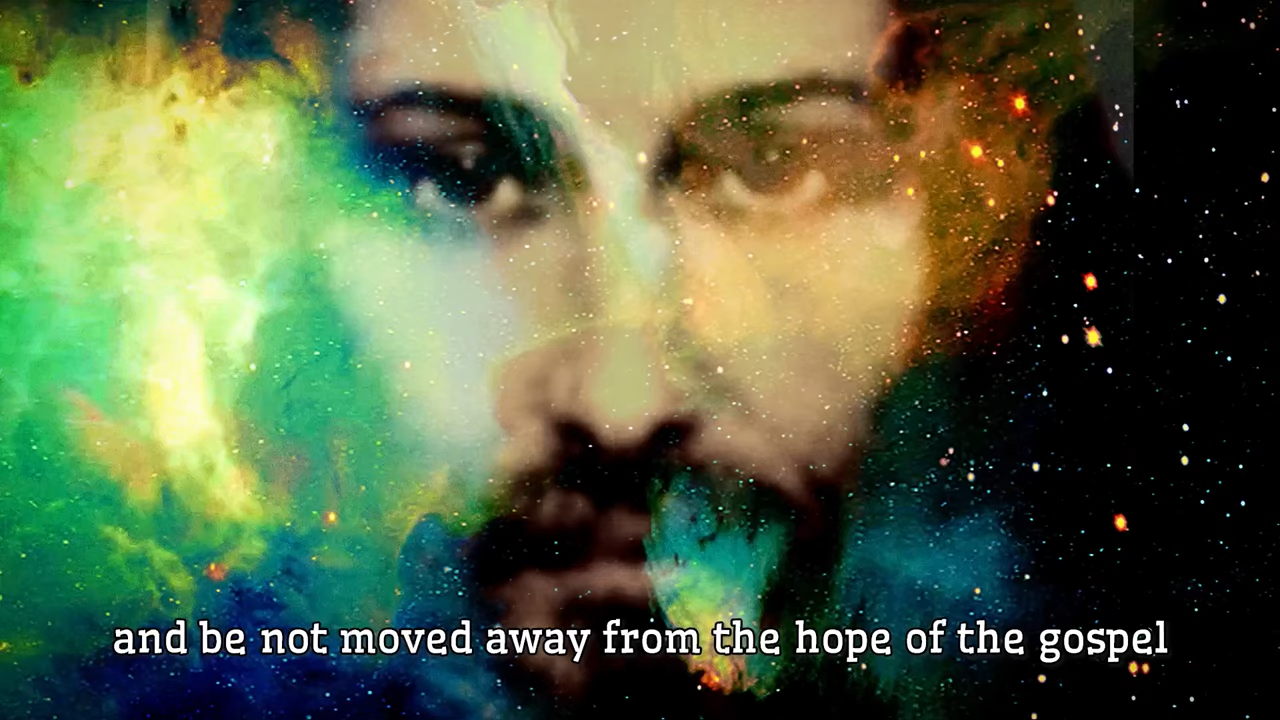 and be not moved away from the hope of the gospel